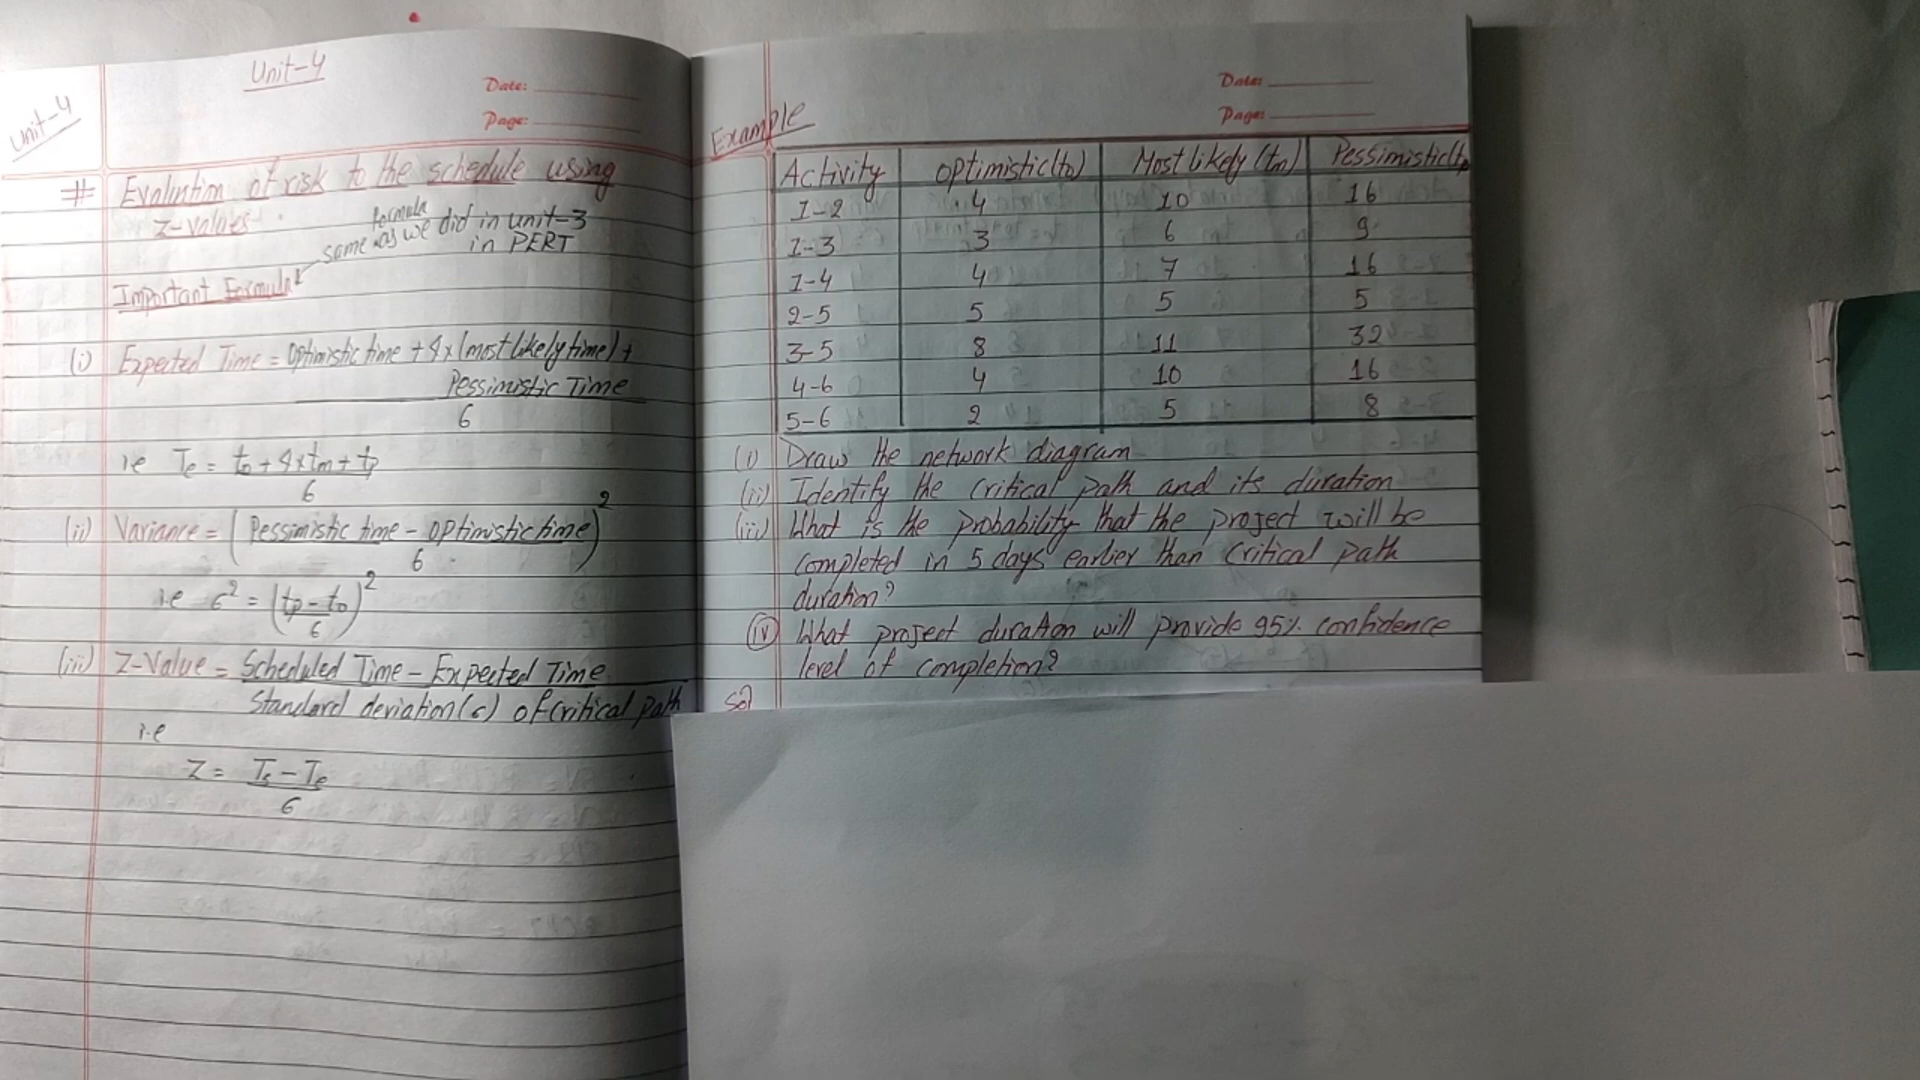 Unit-4
Unit-4
Date:
Page:
# Evalution of risk to the schedule using
Z-values
formula
same as we did in unit-3
in PERT
Important Formula
(i) Expected Time = Optimistic time + 4x(most likely time) +
Pessimistic Time
6
ie Te = to + 4xtm + tp
6
(ii) Variance = (Pessimistic time - optimistic time)2
6
i.e σ2 = (tp - to)2
6
(iii) Z-Value = Scheduled Time - Expected Time
Standard deviation(σ) of critical path
i.e
Z = Ts - Te
σ
Date:
Page:
Example
Activity optimistic(to) Most likely (tm) Pessimistic(tp
1-2 4 10 16
1-3 3 6 9
1-4 4 7 16
2-5 5 5 5
3-5 8 11 32
4-6 4 10 16
5-6 2 5 8
(i) Draw the network diagram
(ii) Identify the critical path and its duration
(iii) What is the probability that the project will be
completed in 5 days earlier than critical path
duration?
(iv) What project duration will provide 95% confidence
level of completion?
Sol